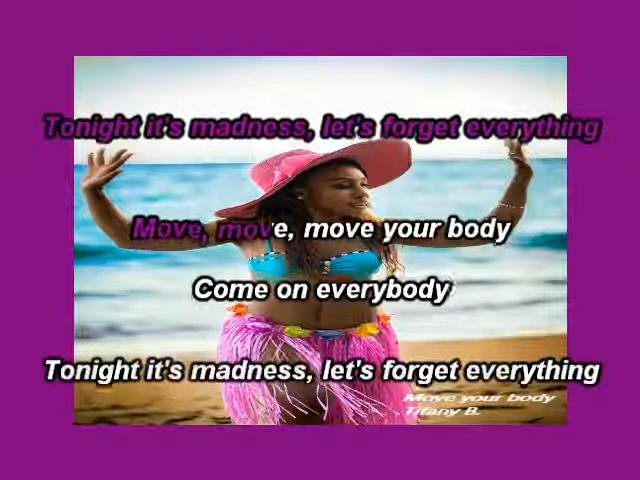 Tonight it's madness, let's forget everything
Move, move, move your body
Come on everybody
Tonight it's madness, let's forget everything
Move your body
Tifany B.